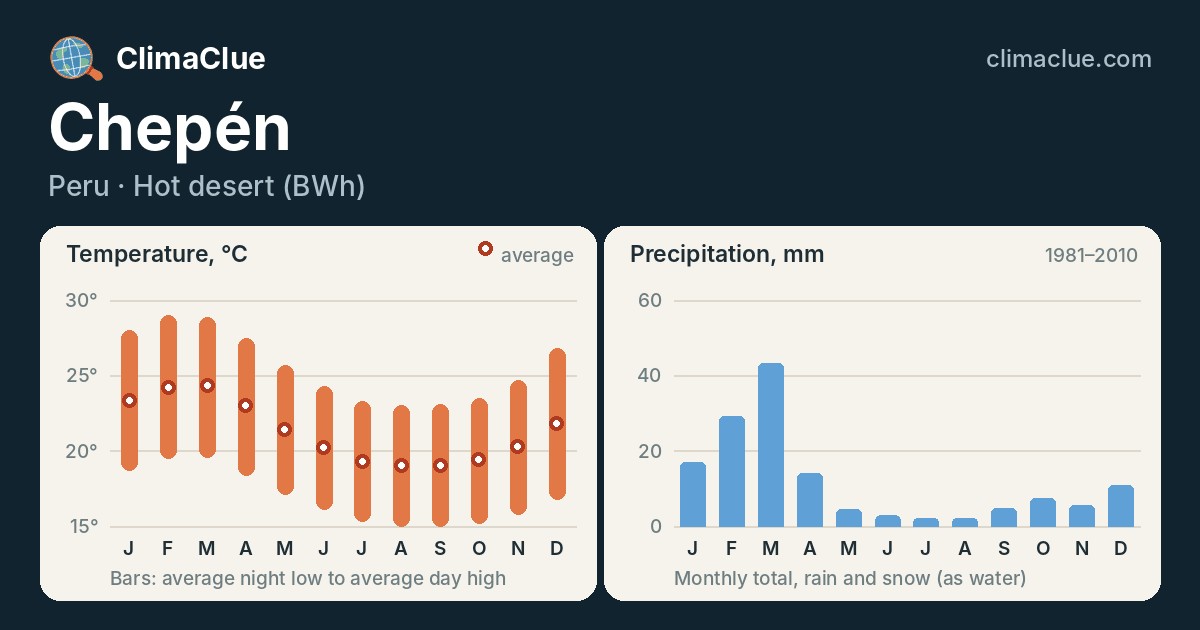 ClimaClue
climaclue.com
Chepén
Peru · Hot desert (BWh)
Temperature, °C
average
30°
25°
20°
15°
J F M A M J J A S O N D
Bars: average night low to average day high
Precipitation, mm
1981–2010
60
40
20
0
J F M A M J J A S O N D
Monthly total, rain and snow (as water)